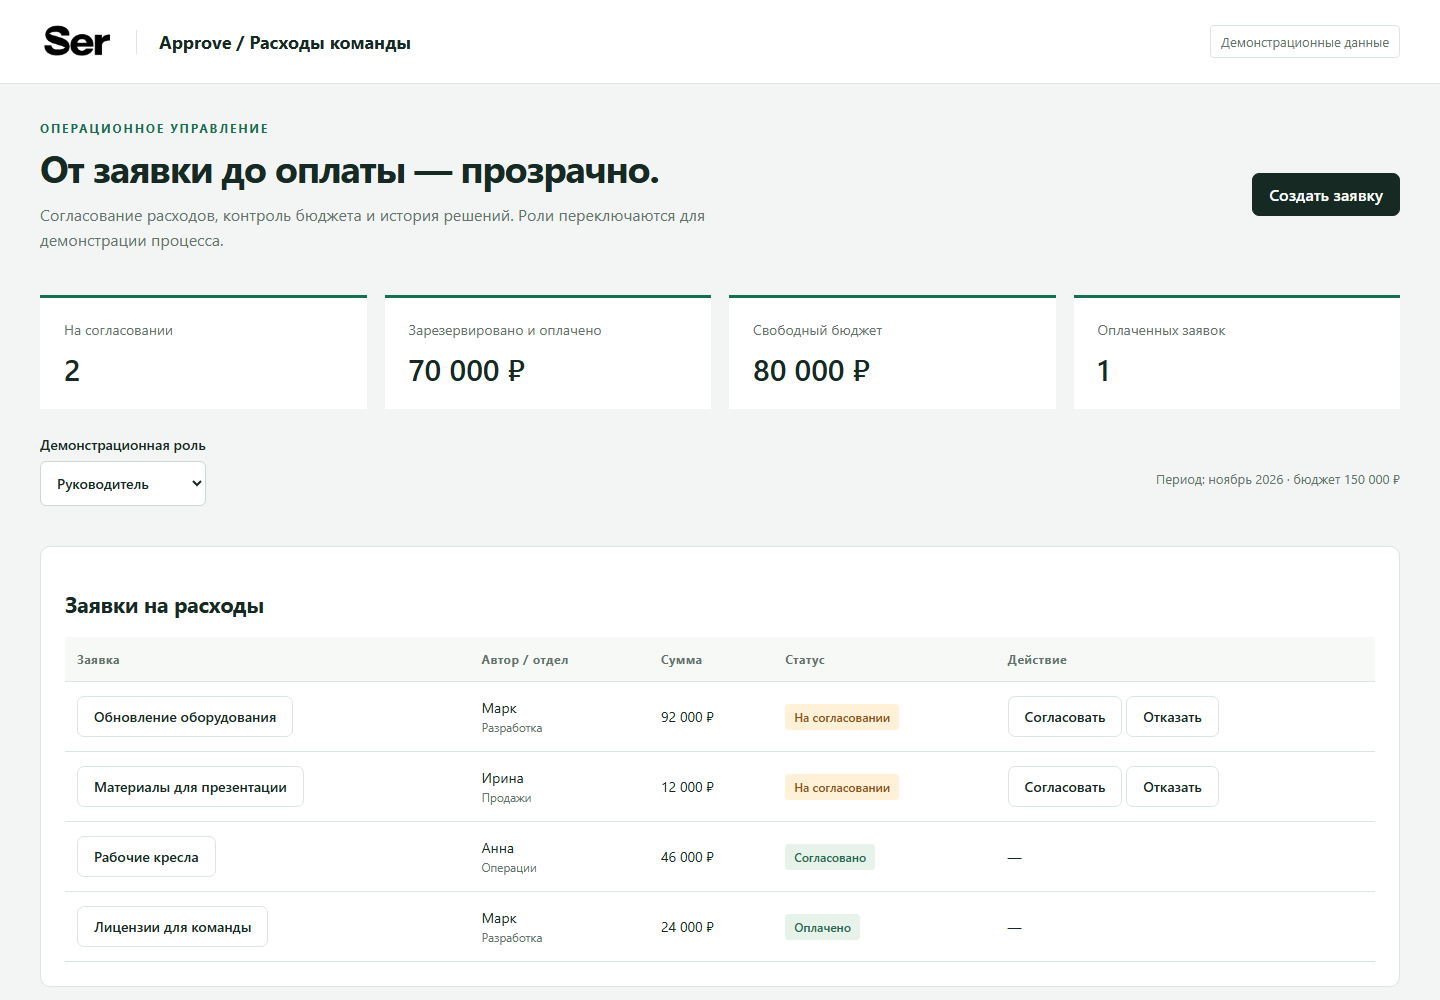 Ser
Approve / Расходы команды
Демонстрационные данные
ОПЕРАЦИОННОЕ УПРАВЛЕНИЕ
От заявки до оплаты — прозрачно.
Согласование расходов, контроль бюджета и история решений. Роли переключаются для
демонстрации процесса.
Создать заявку
На согласовании
2
Зарезервировано и оплачено
70 000 ₽
Свободный бюджет
80 000 ₽
Оплаченных заявок
1
Демонстрационная роль
Руководитель
Период: ноябрь 2026 · бюджет 150 000 ₽
Заявки на расходы
Заявка Автор / отдел Сумма Статус Действие
Обновление оборудования Марк 92 000 ₽ На согласовании Согласовать Отказать
Разработка
Материалы для презентации Ирина 12 000 ₽ На согласовании Согласовать Отказать
Продажи
Рабочие кресла Анна 46 000 ₽ Согласовано —
Операции
Лицензии для команды Марк 24 000 ₽ Оплачено —
Разработка